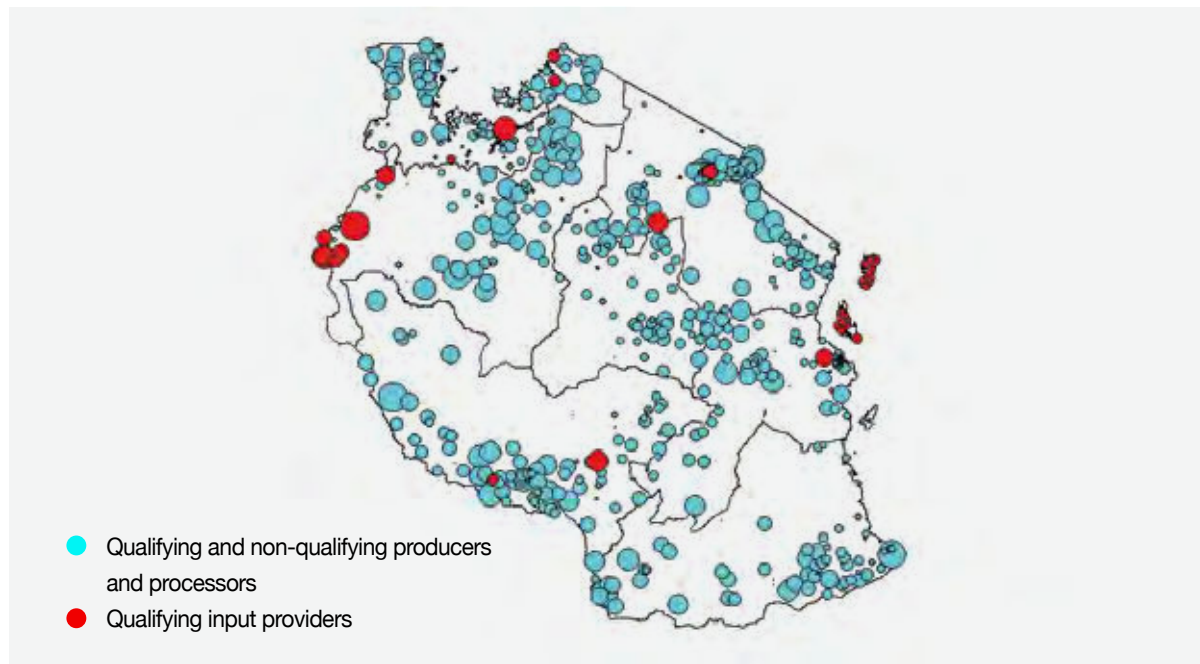 Qualifying and non-qualifying producers
and processors
Qualifying input providers